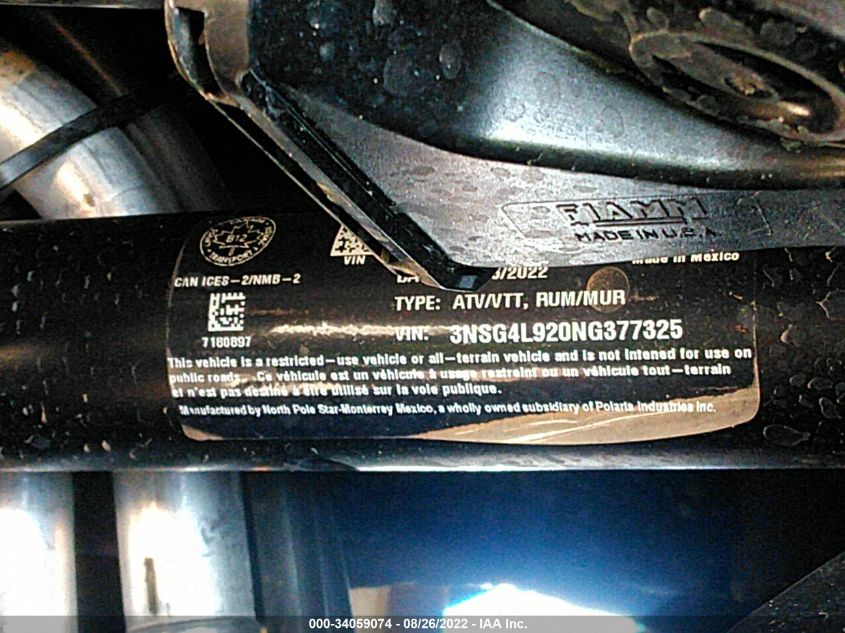 FIAMM
MADE IN U.S.A.
B12
TRANSPORT
VIN
/2022
Made in Mexico
CAN ICES-2/NMB-2
TYPE: ATV/VTT, RUM/MUR
7180897
VIN: 3NSG4L920NG377325
This vehicle is a restricted-use vehicle or all-terrain vehicle and is not intened for use on
public roads. Ce véhicule est un véhicule à usage restreint ou un véhicule tout-terrain
et n'est pas destiné à être utilisé sur la voie publique.
Manufactured by North Pole Star-Monterrey Mexico, a wholly owned subsidiary of Polaris Industries Inc.
000-34059074 - 08/26/2022 - IAA Inc.